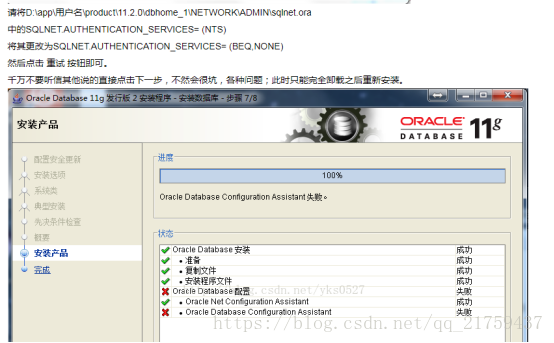 请将D:\app\用户名\product\11.2.0\dbhome_1\NETWORK\ADMIN\sqlnet.ora
中的SQLNET.AUTHENTICATION_SERVICES= (NTS)
将其更改为SQLNET.AUTHENTICATION_SERVICES= (BEQ,NONE)
然后点击 重试 按钮即可。
千万不要听信其他说的直接点击下一步，不然会很坑，各种问题；此时只能完全卸载之后重新安装。
Oracle Database 11g 发行版 2 安装程序 - 安装数据库 - 步骤 7/8
安装产品
ORACLE
DATABASE 11g
配置安全更新
安装选项
系统类
典型安装
先决条件检查
概要
安装产品
完成
进度
100%
Oracle Database Configuration Assistant 失败。
状态
Oracle Database 安装 成功
• 准备 成功
• 复制文件 成功
• 安装程序文件 成功
Oracle Database 配置 失败
• Oracle Net Configuration Assistant 成功
• Oracle Database Configuration Assistant 失败
csdn.net/yks0527
https://blog.csdn.net/qq_21759437